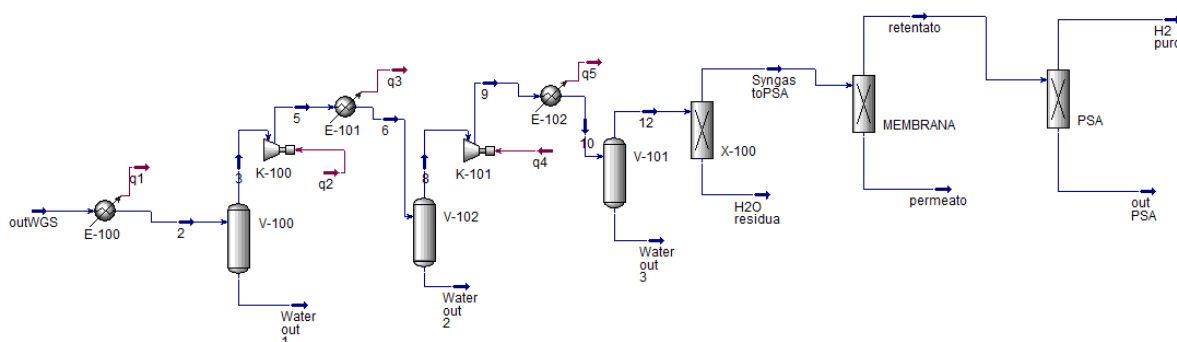 outWGS
E-100
q1
2
3
V-100
Water
out
1
K-100
q2
5
E-101
q3
6
8
V-102
Water
out
2
K-101
q4
9
E-102
q5
10
V-101
Water
out
3
12
X-100
H2O
residua
Syngas
toPSA
MEMBRANA
permeato
retentato
PSA
H2
puro
out
PSA